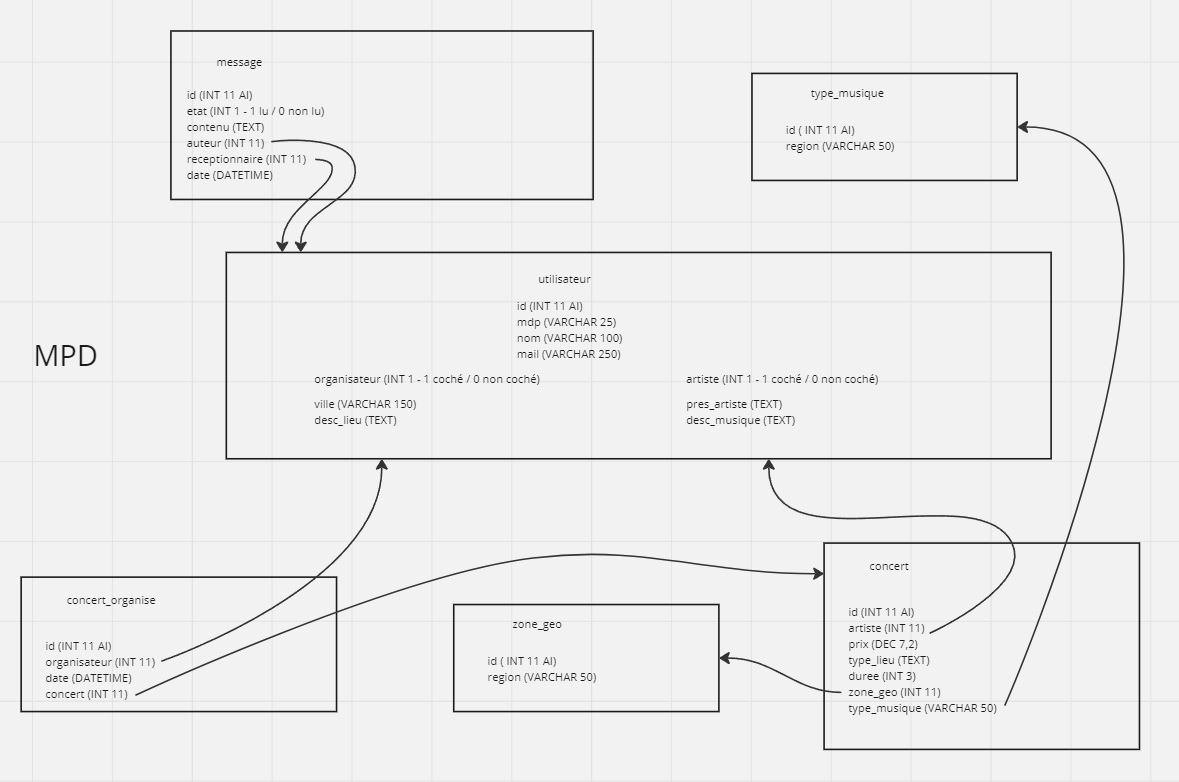 message
id (INT 11 AI)
etat (INT 1 - 1 lu / 0 non lu)
contenu (TEXT)
auteur (INT 11)
receptionnaire (INT 11)
date (DATETIME)
type_musique
id ( INT 11 AI)
region (VARCHAR 50)
MPD
utilisateur
id (INT 11 AI)
mdp (VARCHAR 25)
nom (VARCHAR 100)
mail (VARCHAR 250)
organisateur (INT 1 - 1 coché / 0 non coché)
ville (VARCHAR 150)
desc_lieu (TEXT)
artiste (INT 1 - 1 coché / 0 non coché)
pres_artiste (TEXT)
desc_musique (TEXT)
concert_organise
id (INT 11 AI)
organisateur (INT 11)
date (DATETIME)
concert (INT 11)
zone_geo
id ( INT 11 AI)
region (VARCHAR 50)
concert
id (INT 11 AI)
artiste (INT 11)
prix (DEC 7,2)
type_lieu (TEXT)
duree (INT 3)
zone_geo (INT 11)
type_musique (VARCHAR 50)